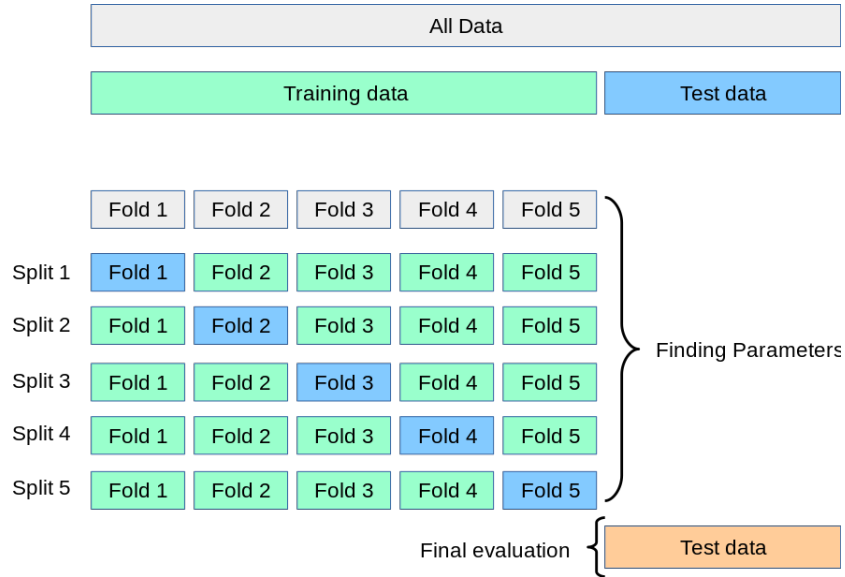 All Data
Training data Test data
Fold 1 Fold 2 Fold 3 Fold 4 Fold 5
Split 1 Fold 1 Fold 2 Fold 3 Fold 4 Fold 5
Split 2 Fold 1 Fold 2 Fold 3 Fold 4 Fold 5
Finding Parameters
Split 3 Fold 1 Fold 2 Fold 3 Fold 4 Fold 5
Split 4 Fold 1 Fold 2 Fold 3 Fold 4 Fold 5
Split 5 Fold 1 Fold 2 Fold 3 Fold 4 Fold 5
Final evaluation Test data